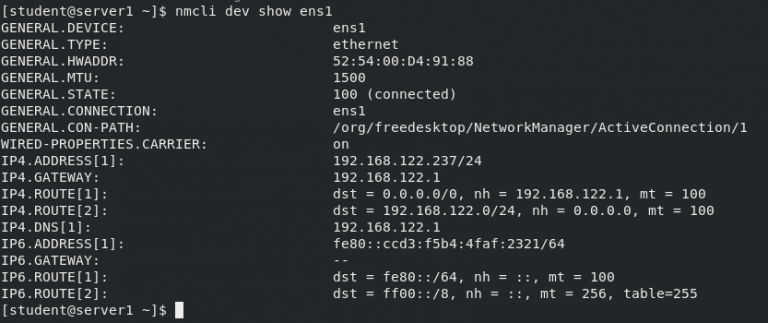 [student@server1 ~]$ nmcli dev show ens1
GENERAL.DEVICE: ens1
GENERAL.TYPE: ethernet
GENERAL.HWADDR: 52:54:00:D4:91:88
GENERAL.MTU: 1500
GENERAL.STATE: 100 (connected)
GENERAL.CONNECTION: ens1
GENERAL.CON-PATH: /org/freedesktop/NetworkManager/ActiveConnection/1
WIRED-PROPERTIES.CARRIER: on
IP4.ADDRESS[1]: 192.168.122.237/24
IP4.GATEWAY: 192.168.122.1
IP4.ROUTE[1]: dst = 0.0.0.0/0, nh = 192.168.122.1, mt = 100
IP4.ROUTE[2]: dst = 192.168.122.0/24, nh = 0.0.0.0, mt = 100
IP4.DNS[1]: 192.168.122.1
IP6.ADDRESS[1]: fe80::ccd3:f5b4:4faf:2321/64
IP6.GATEWAY: --
IP6.ROUTE[1]: dst = fe80::/64, nh = ::, mt = 100
IP6.ROUTE[2]: dst = ff00::/8, nh = ::, mt = 256, table=255
[student@server1 ~]$